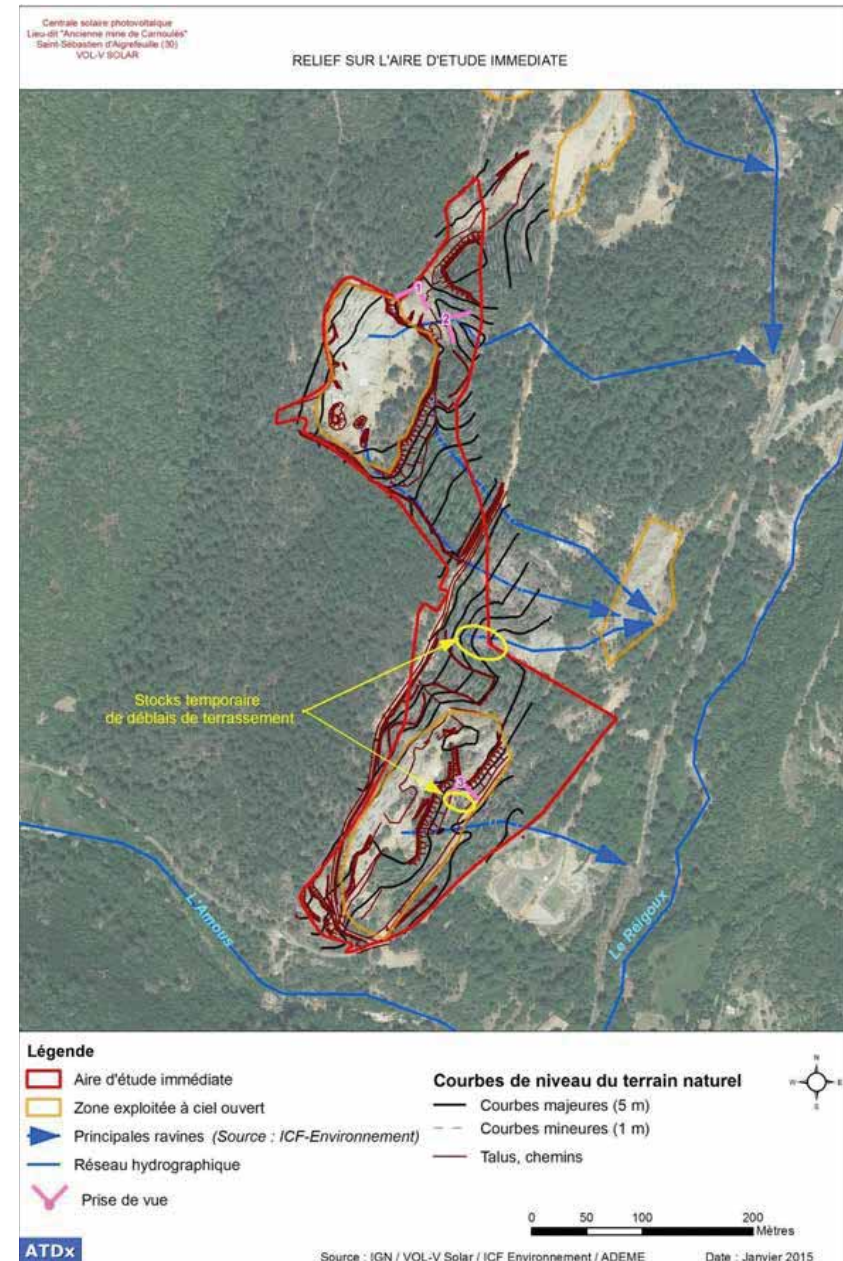 Centrale solaire photovoltaïque
Lieu-dit "Ancienne mine de Carnoulès"
Saint-Sébastien d'Aigrefeuille (30)
VOL-V SOLAR
RELIEF SUR L'AIRE D'ETUDE IMMEDIATE
1
2
Stocks temporaire
de déblais de terrassement
3
L'Amous
Le Reigoux
Légende
Aire d'étude immédiate
Zone exploitée à ciel ouvert
Principales ravines (Source : ICF-Environnement)
Réseau hydrographique
Prise de vue
Courbes de niveau du terrain naturel
Courbes majeures (5 m)
Courbes mineures (1 m)
Talus, chemins
N
W
E
S
0 50 100 200
Mètres
ATDx
Source : IGN / VOL-V Solar / ICF Environnement / ADEME
Date : Janvier 2015